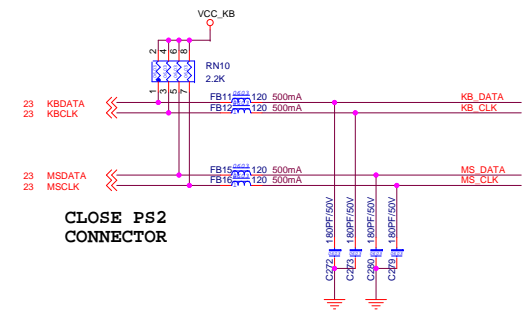 VCC_KB
2 4 6 8
RN10
2.2K
1 3 5 7
23 KBDATA FB11 0603 120 500mA KB_DATA
23 KBCLK FB12 120 500mA KB_CLK
23 MSDATA FB15 0603 120 500mA MS_DATA
23 MSCLK FB16 120 500mA MS_CLK
CLOSE PS2
CONNECTOR
180PF/50V
180PF/50V
180PF/50V
180PF/50V
C272
C273
C280
C279